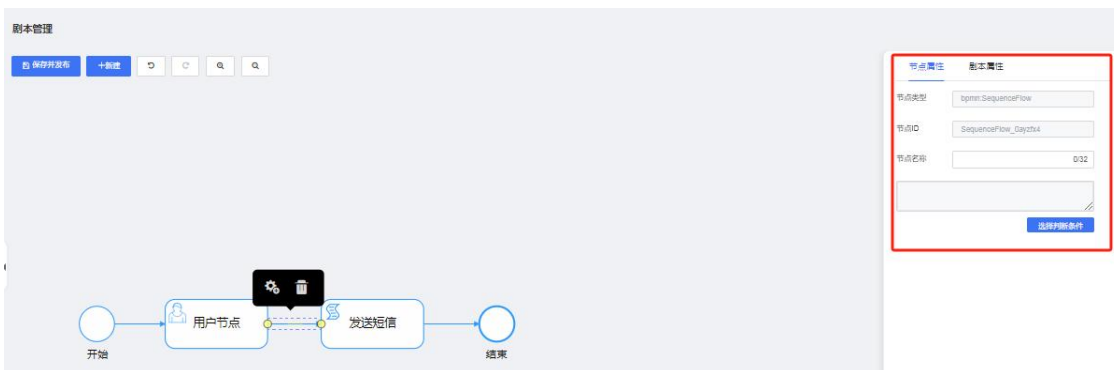 剧本管理
保存并发布
+新建
节点属性
剧本属性
节点类型
bpmn:SequenceFlow
节点ID
SequenceFlow_0ayzfx4
节点名称
0/32
选择判断条件
用户节点
发送短信
开始
结束